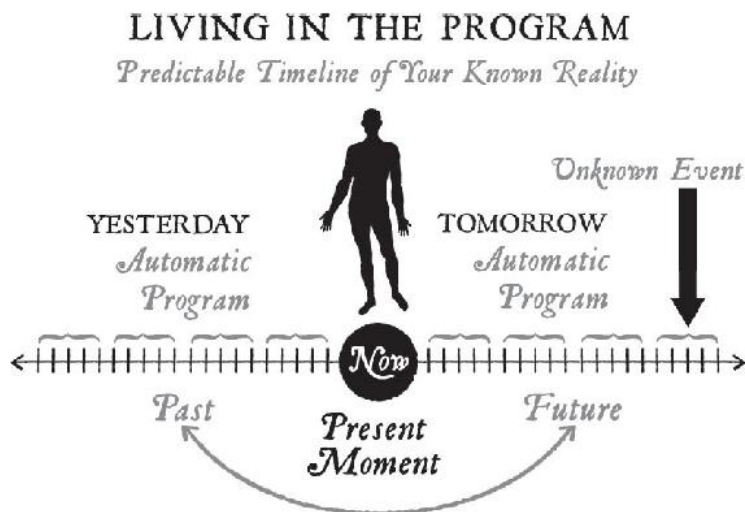 LIVING IN THE PROGRAM
Predictable Timeline of Your Known Reality
Unknown Event
YESTERDAY
Automatic
Program
TOMORROW
Automatic
Program
Now
Past
Present
Moment
Future